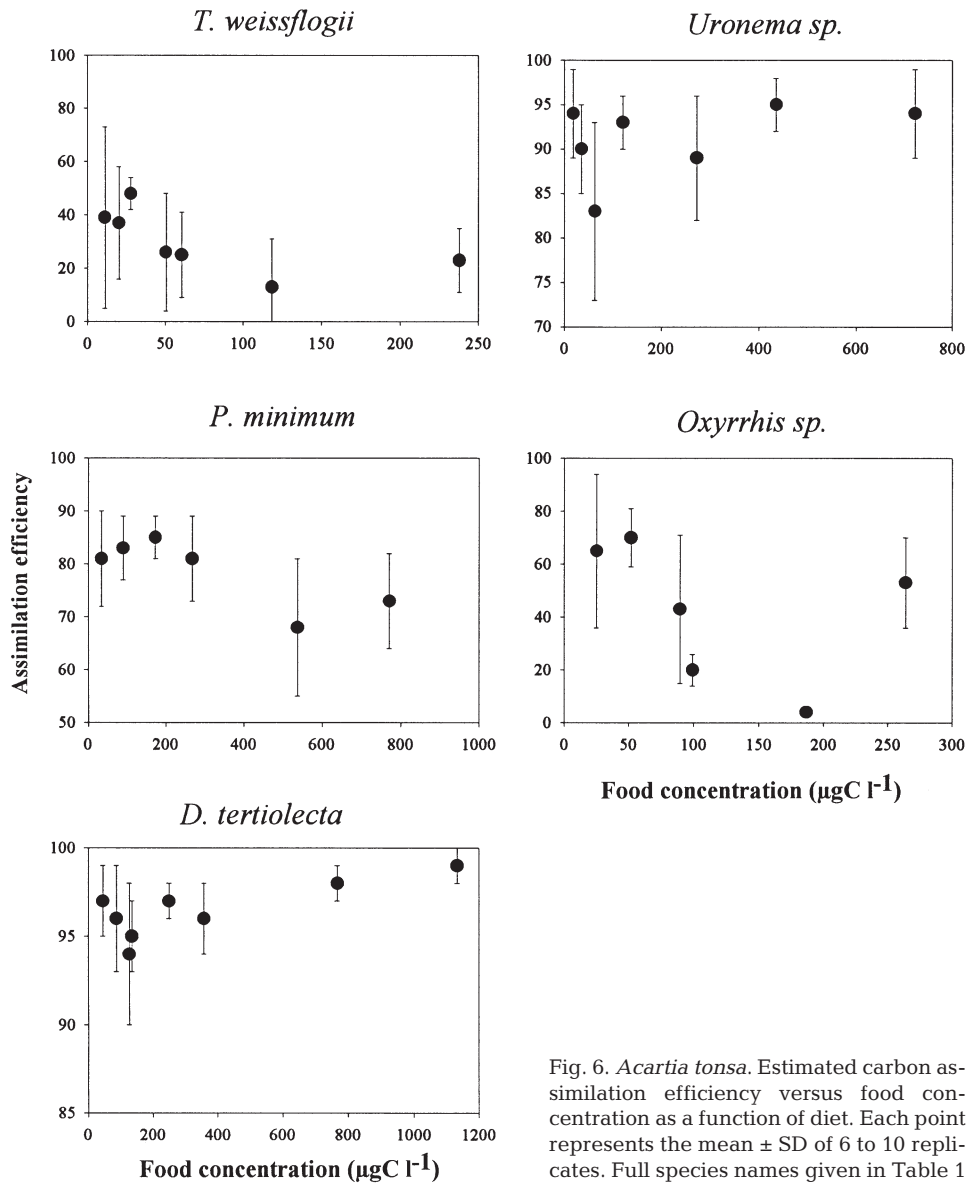 T. weissflogii
100
80
60
40
20
0
0 50 100 150 200 250
Uronema sp.
100
95
90
85
80
75
70
0 200 400 600 800
P. minimum
100
90
80
70
60
50
0 200 400 600 800 1000
Assimilation efficiency
Oxyrrhis sp.
100
80
60
40
20
0
0 50 100 150 200 250 300
Food concentration (µgC l-1)
D. tertiolecta
100
95
90
85
0 200 400 600 800 1000 1200
Food concentration (µgC l-1)
Fig. 6. Acartia tonsa. Estimated carbon as-
similation efficiency versus food con-
centration as a function of diet. Each point
represents the mean ± SD of 6 to 10 repli-
cates. Full species names given in Table 1